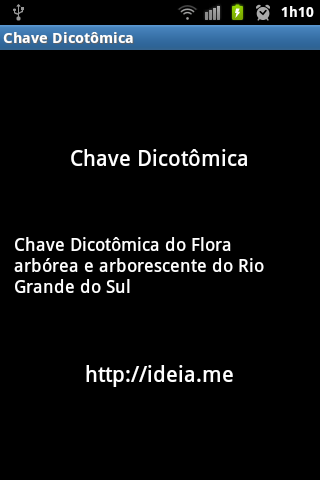 1h10
Chave Dicotômica
Chave Dicotômica
Chave Dicotômica do Flora
arbórea e arborescente do Rio
Grande do Sul
http://ideia.me